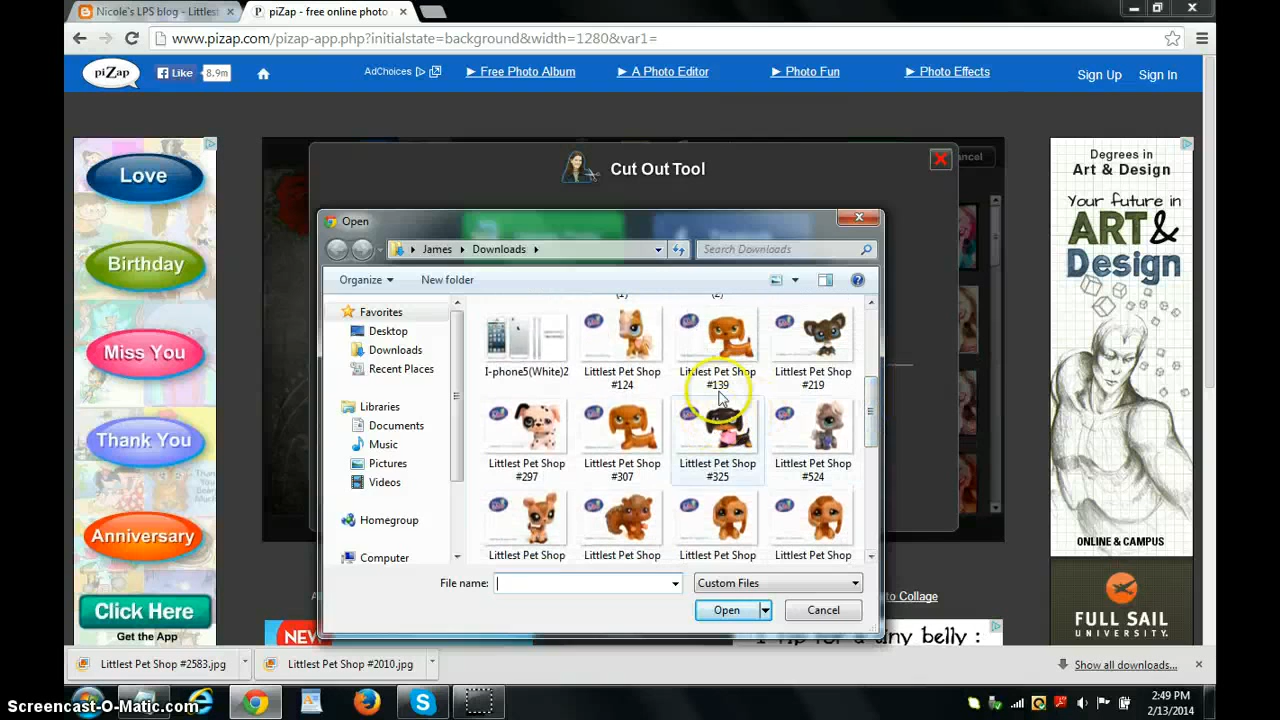 Nicole's LPS blog - Littlest
piZap - free online photo
www.pizap.com/pizap-app.php?initialstate=background&width=1280&var1=
piZap
Like
8.9m
AdChoices
► Free Photo Album
► A Photo Editor
► Photo Fun
► Photo Effects
Sign Up
Sign In
Love
Birthday
Miss You
Thank You
Anniversary
Click Here
Get the App
Cut Out Tool
ancel
Open
James
Downloads
Search Downloads
Organize
New folder
Favorites
Desktop
Downloads
Recent Places
Libraries
Documents
Music
Pictures
Videos
Homegroup
Computer
(1)
(2)
I-phone5(White)2
Littlest Pet Shop
#124
Littlest Pet Shop
#139
Littlest Pet Shop
#219
Littlest Pet Shop
#297
Littlest Pet Shop
#307
Littlest Pet Shop
#325
Littlest Pet Shop
#524
Littlest Pet Shop
Littlest Pet Shop
Littlest Pet Shop
Littlest Pet Shop
File name:
Custom Files
Open
Cancel
Degrees in
Art & Design
Your future in
ART&
Design
ONLINE & CAMPUS
FULL SAIL
UNIVERSITY.
oto Collage
NEW
tiny belly :
Littlest Pet Shop #2583.jpg
Littlest Pet Shop #2010.jpg
Show all downloads...
2:49 PM
2/13/2014
Screencast-O-Matic.com